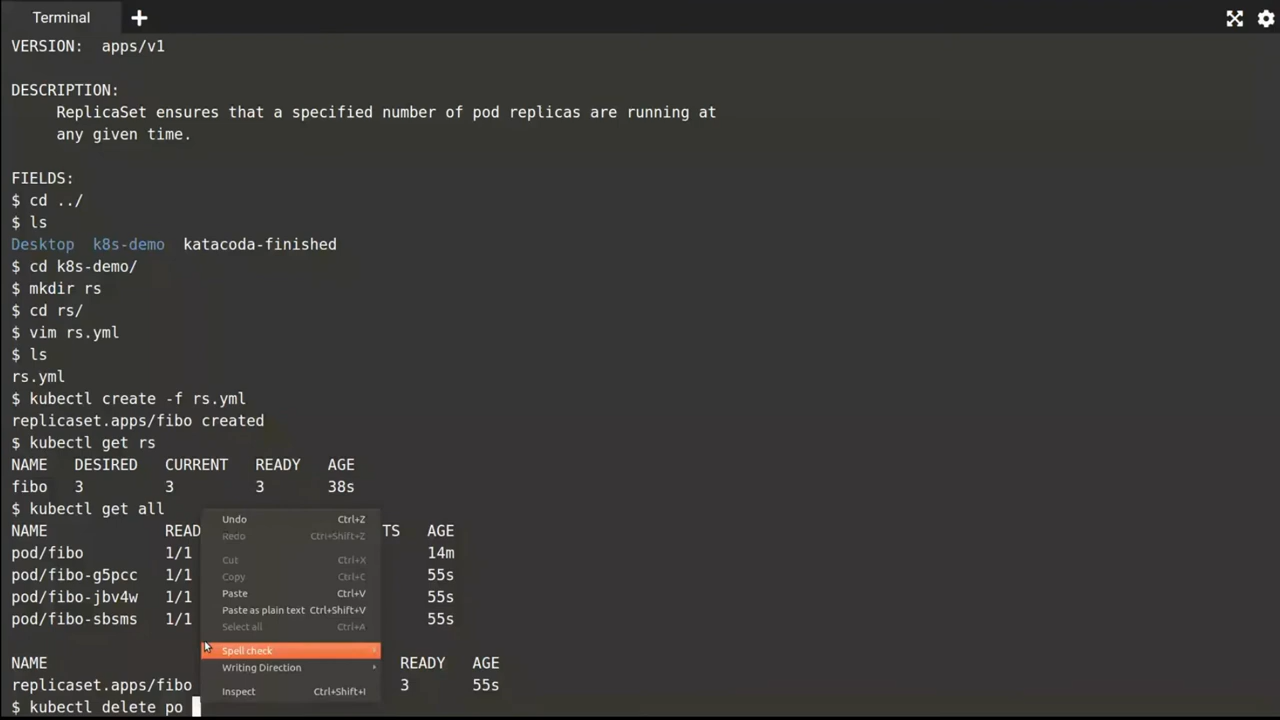 Terminal
VERSION:  apps/v1
DESCRIPTION:
ReplicaSet ensures that a specified number of pod replicas are running at
any given time.
FIELDS:
$ cd ../
$ ls
Desktop  k8s-demo  katacoda-finished
$ cd k8s-demo/
$ mkdir rs
$ cd rs/
$ vim rs.yml
$ ls
rs.yml
$ kubectl create -f rs.yml
replicaset.apps/fibo created
$ kubectl get rs
NAME   DESIRED   CURRENT   READY   AGE
fibo   3         3         3       38s
$ kubectl get all
NAME             READ   TS   AGE
pod/fibo         1/1   14m
pod/fibo-g5pcc   1/1   55s
pod/fibo-jbv4w   1/1   55s
pod/fibo-sbsms   1/1   55s
NAME   READY   AGE
replicaset.apps/fibo   3       55s
$ kubectl delete po
Undo Ctrl+Z
Redo Ctrl+Shift+Z
Cut Ctrl+X
Copy Ctrl+C
Paste Ctrl+V
Paste as plain text Ctrl+Shift+V
Select all Ctrl+A
Spell check
Writing Direction
Inspect Ctrl+Shift+I